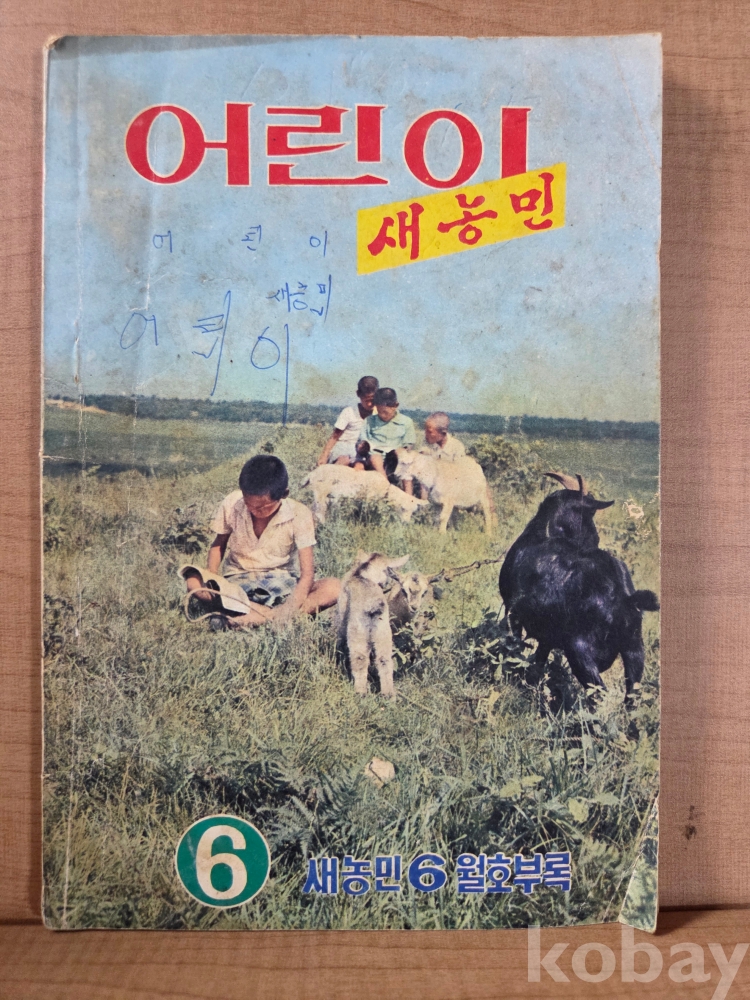 어린이
새농민
어 린 이
새농민
어 린 이
6
새농민 6 월호부록
kobay